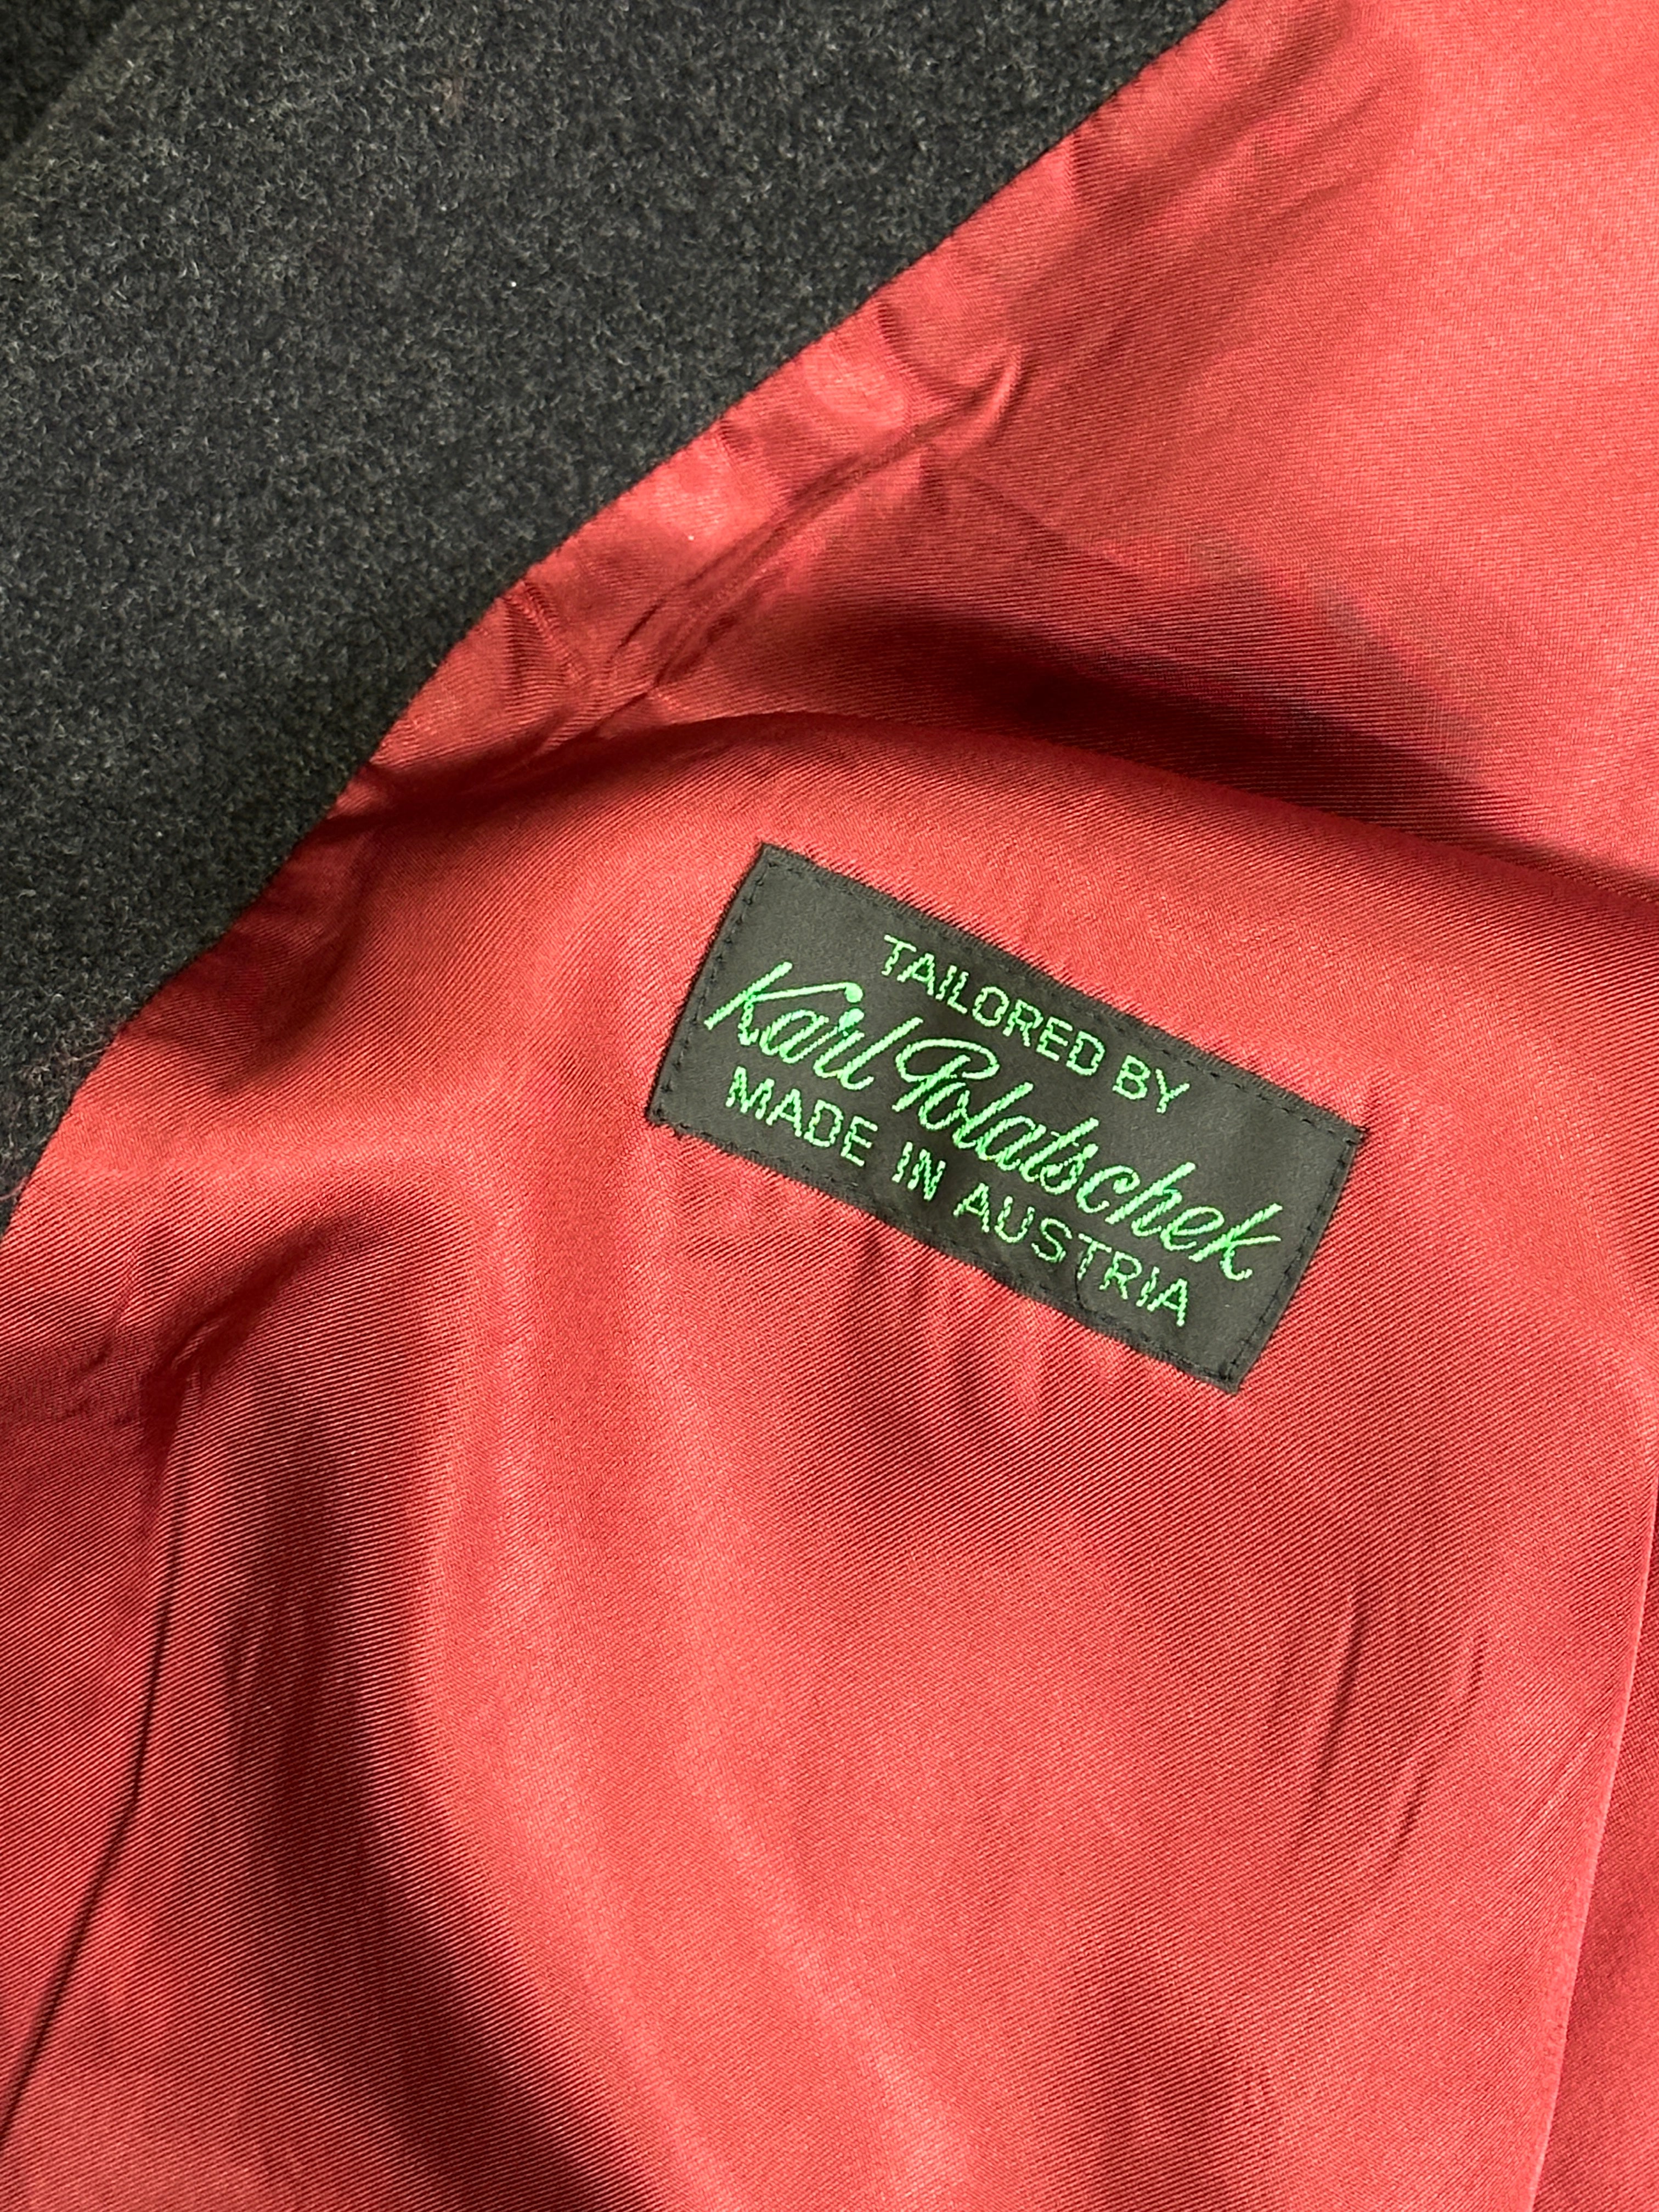 TAILORED BY
Karl Polatschek
MADE IN AUSTRIA